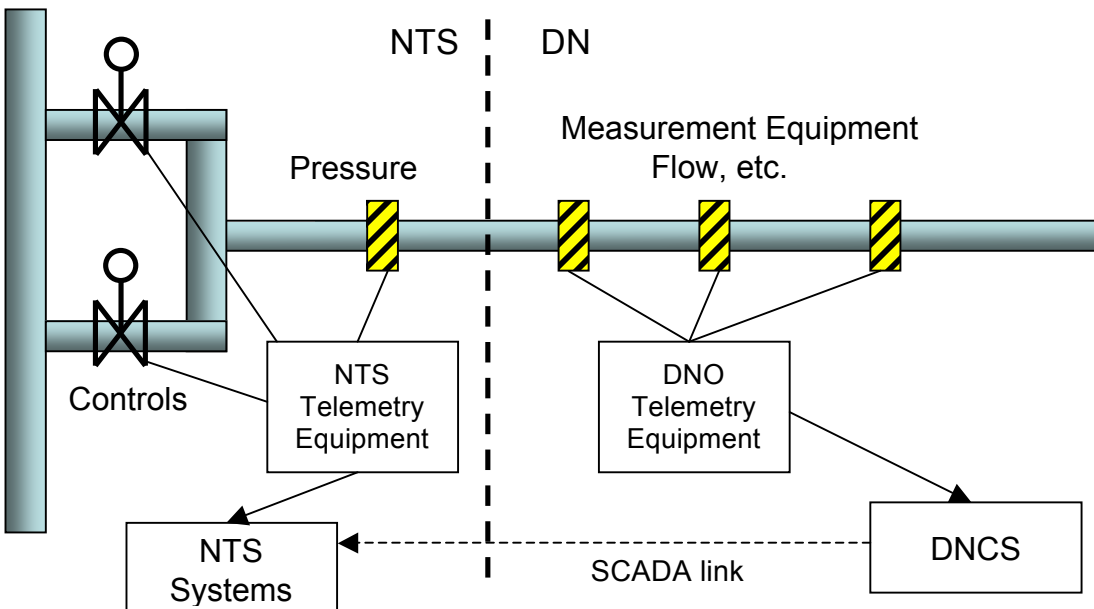 NTS
DN
Measurement Equipment
Flow, etc.
Pressure
Controls
NTS
Telemetry
Equipment
DNO
Telemetry
Equipment
NTS
Systems
SCADA link
DNCS